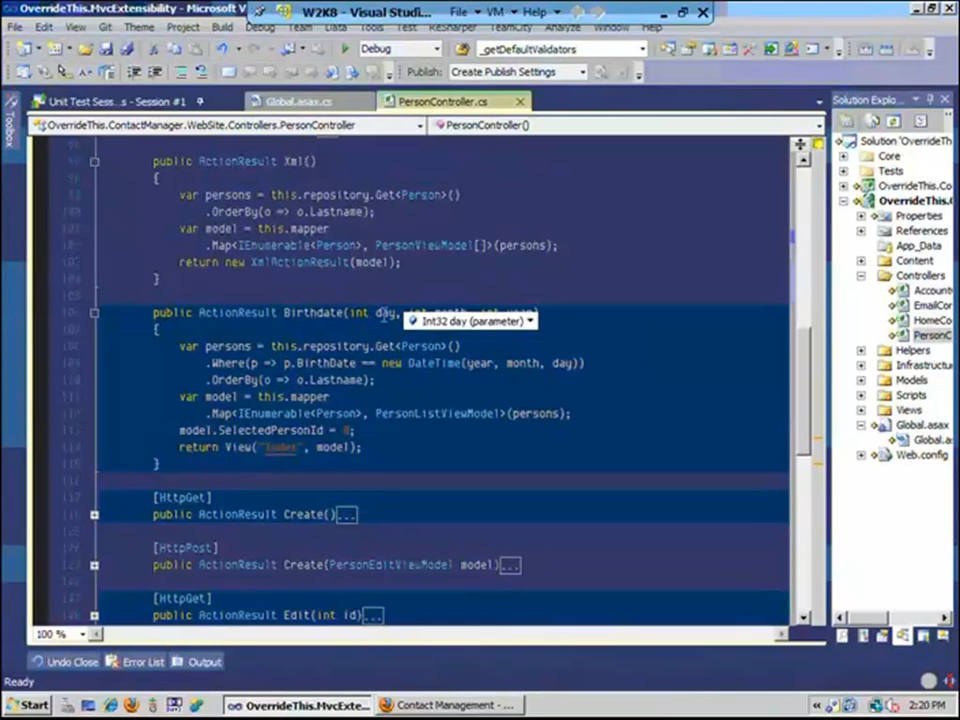 OverrideThis.MvcExtensibility - Microsoft V
W2K8 - Visual Studi...
File
VM
Help
File
Edit
View
Git
Theme
Project
Build
Debug
Team
Data
Tools
Test
ReSharper
Analyze
Window
Help
Debug
_getDefaultValidators
Publish: Create Publish Settings
Toolbox
Unit Test Sess...s - Session #1
Global.asax.cs
PersonController.cs
OverrideThis.ContactManager.WebSite.Controllers.PersonController
PersonController()
public ActionResult Xml()
{
var persons = this.repository.Get<Person>()
.OrderBy(o => o.Lastname);
var model = this.mapper
.Map<IEnumerable<Person>, PersonViewModel[]>(persons);
return new XmlActionResult(model);
}
public ActionResult Birthdate(int day, int month, int year)
Int32 day (parameter)
{
var persons = this.repository.Get<Person>()
.Where(p => p.BirthDate == new DateTime(year, month, day))
.OrderBy(o => o.Lastname);
var model = this.mapper
.Map<IEnumerable<Person>, PersonListViewModel>(persons);
model.SelectedPersonId = 0;
return View("Index", model);
}
[HttpGet]
public ActionResult Create()...
[HttpPost]
public ActionResult Create(PersonEditViewModel model)...
[HttpGet]
public ActionResult Edit(int id)...
100 %
Solution Explo...
Solution 'OverrideTh
Core
Tests
OverrideThis.Co
OverrideTh
Properties
References
App_Data
Content
Controllers
Account
EmailCor
HomeCo
PersonC
Helpers
Infrastructu
Models
Scripts
Views
Global.asax
Global.a
Web.config
Undo Close
Error List
Output
Ready
Start
OverrideThis.MvcExte...
Contact Management - ...
2:20 PM